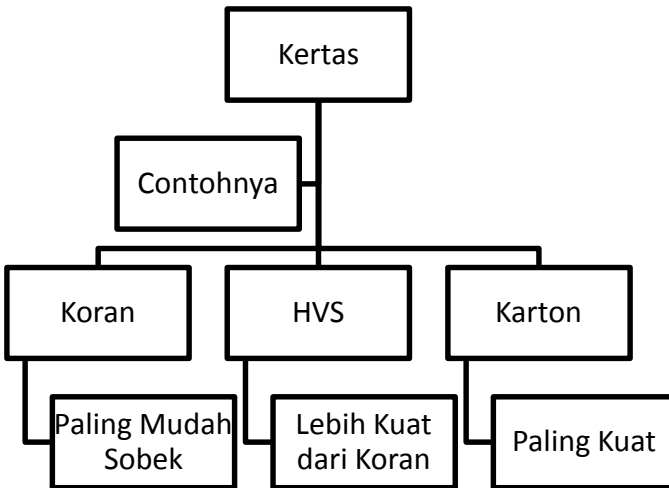 Kertas
Contohnya
Koran
HVS
Karton
Paling Mudah
Sobek
Lebih Kuat
dari Koran
Paling Kuat